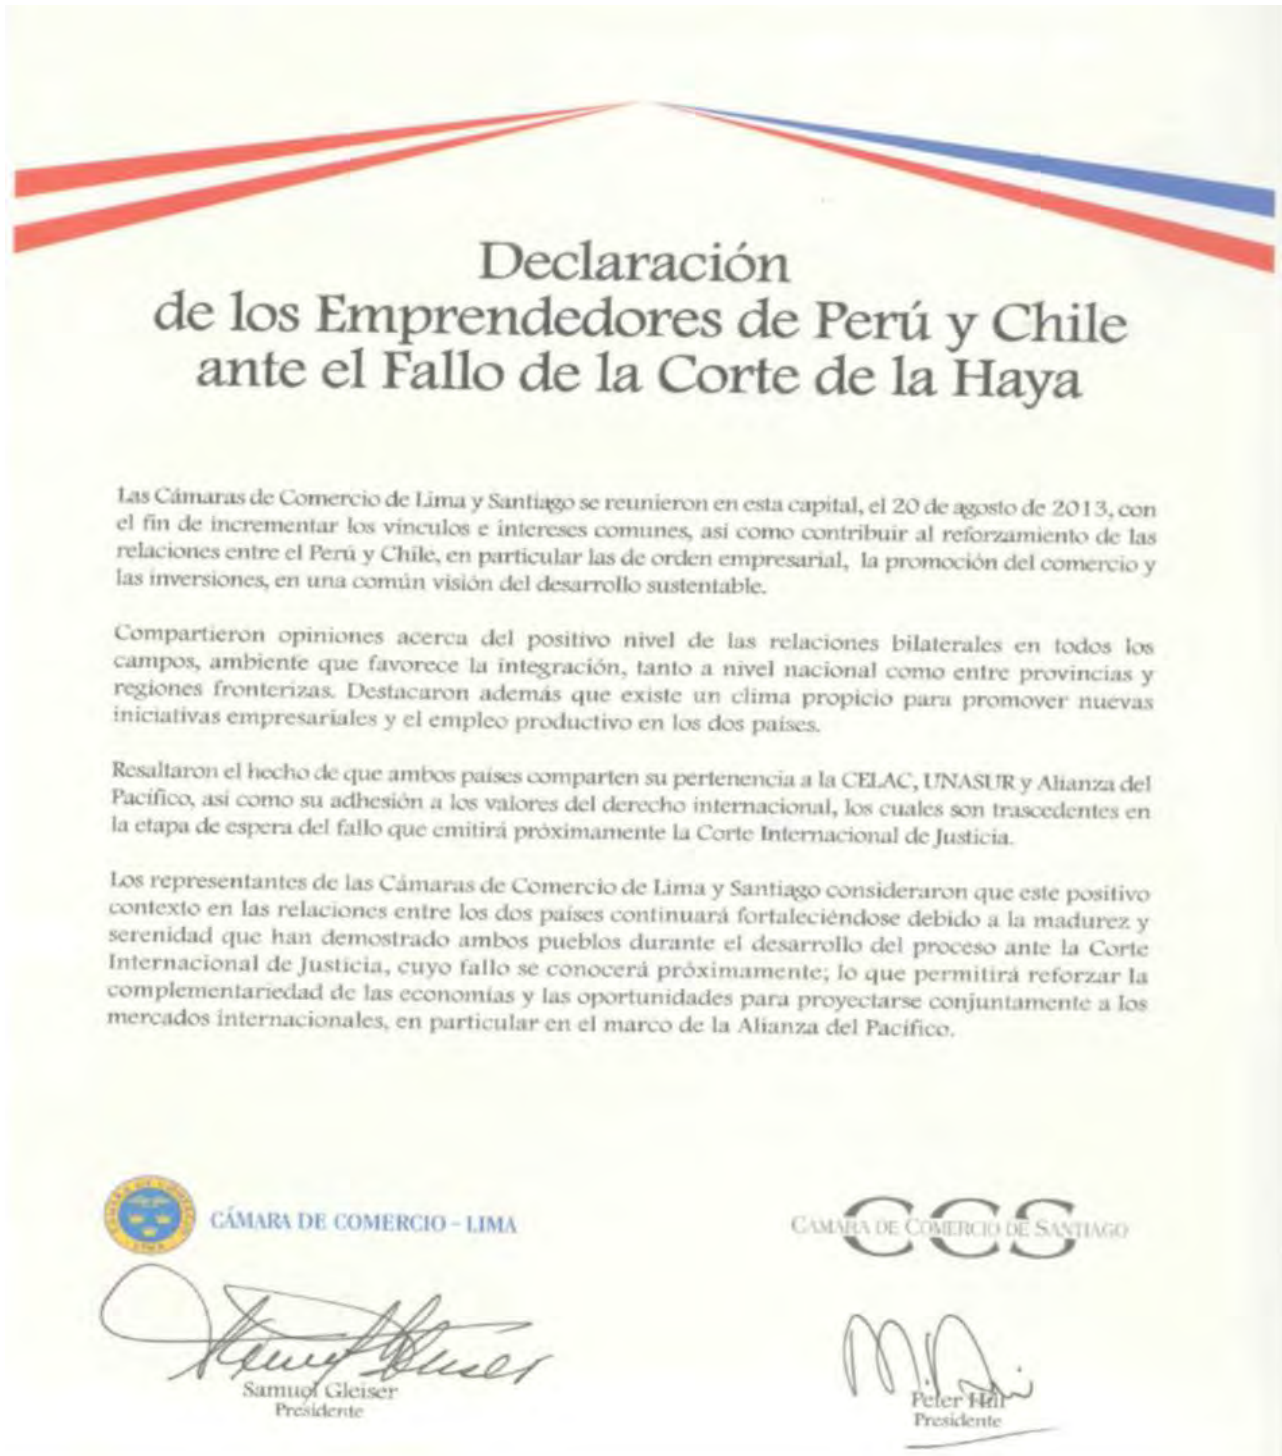 Declaración
de los Emprendedores de Perú y Chile
ante el Fallo de la Corte de la Haya
Las Cámaras de Comercio de Lima y Santiago se reunieron en esta capital, el 20 de agosto de 2013, con
el fin de incrementar los vínculos e intereses comunes, así como contribuir al reforzamiento de las
relaciones entre el Perú y Chile, en particular las de orden empresarial, la promoción del comercio y
las inversiones, en una común visión del desarrollo sustentable.
Compartieron opiniones acerca del positivo nivel de las relaciones bilaterales en todos los
campos, ambiente que favorece la integración, tanto a nivel nacional como entre provincias y
regiones fronterizas. Destacaron además que existe un clima propicio para promover nuevas
iniciativas empresariales y el empleo productivo en los dos países.
Resaltaron el hecho de que ambos países comparten su pertenencia a la CELAC, UNASUR y Alianza del
Pacífico, así como su adhesión a los valores del derecho internacional, los cuales son trascedentes en
la etapa de espera del fallo que emitirá próximamente la Corte Internacional de Justicia.
Los representantes de las Cámaras de Comercio de Lima y Santiago consideraron que este positivo
contexto en las relaciones entre los dos países continuará fortaleciéndose debido a la madurez y
serenidad que han demostrado ambos pueblos durante el desarrollo del proceso ante la Corte
Internacional de Justicia, cuyo fallo se conocerá próximamente; lo que permitirá reforzar la
complementariedad de las economías y las oportunidades para proyectarse conjuntamente a los
mercados internacionales, en particular en el marco de la Alianza del Pacífico.
CÁMARA DE COMERCIO - LIMA
CCS
CAMARA DE COMERCIO DE SANTIAGO
Samuel Gleiser
Presidente
Peter Hill
Presidente